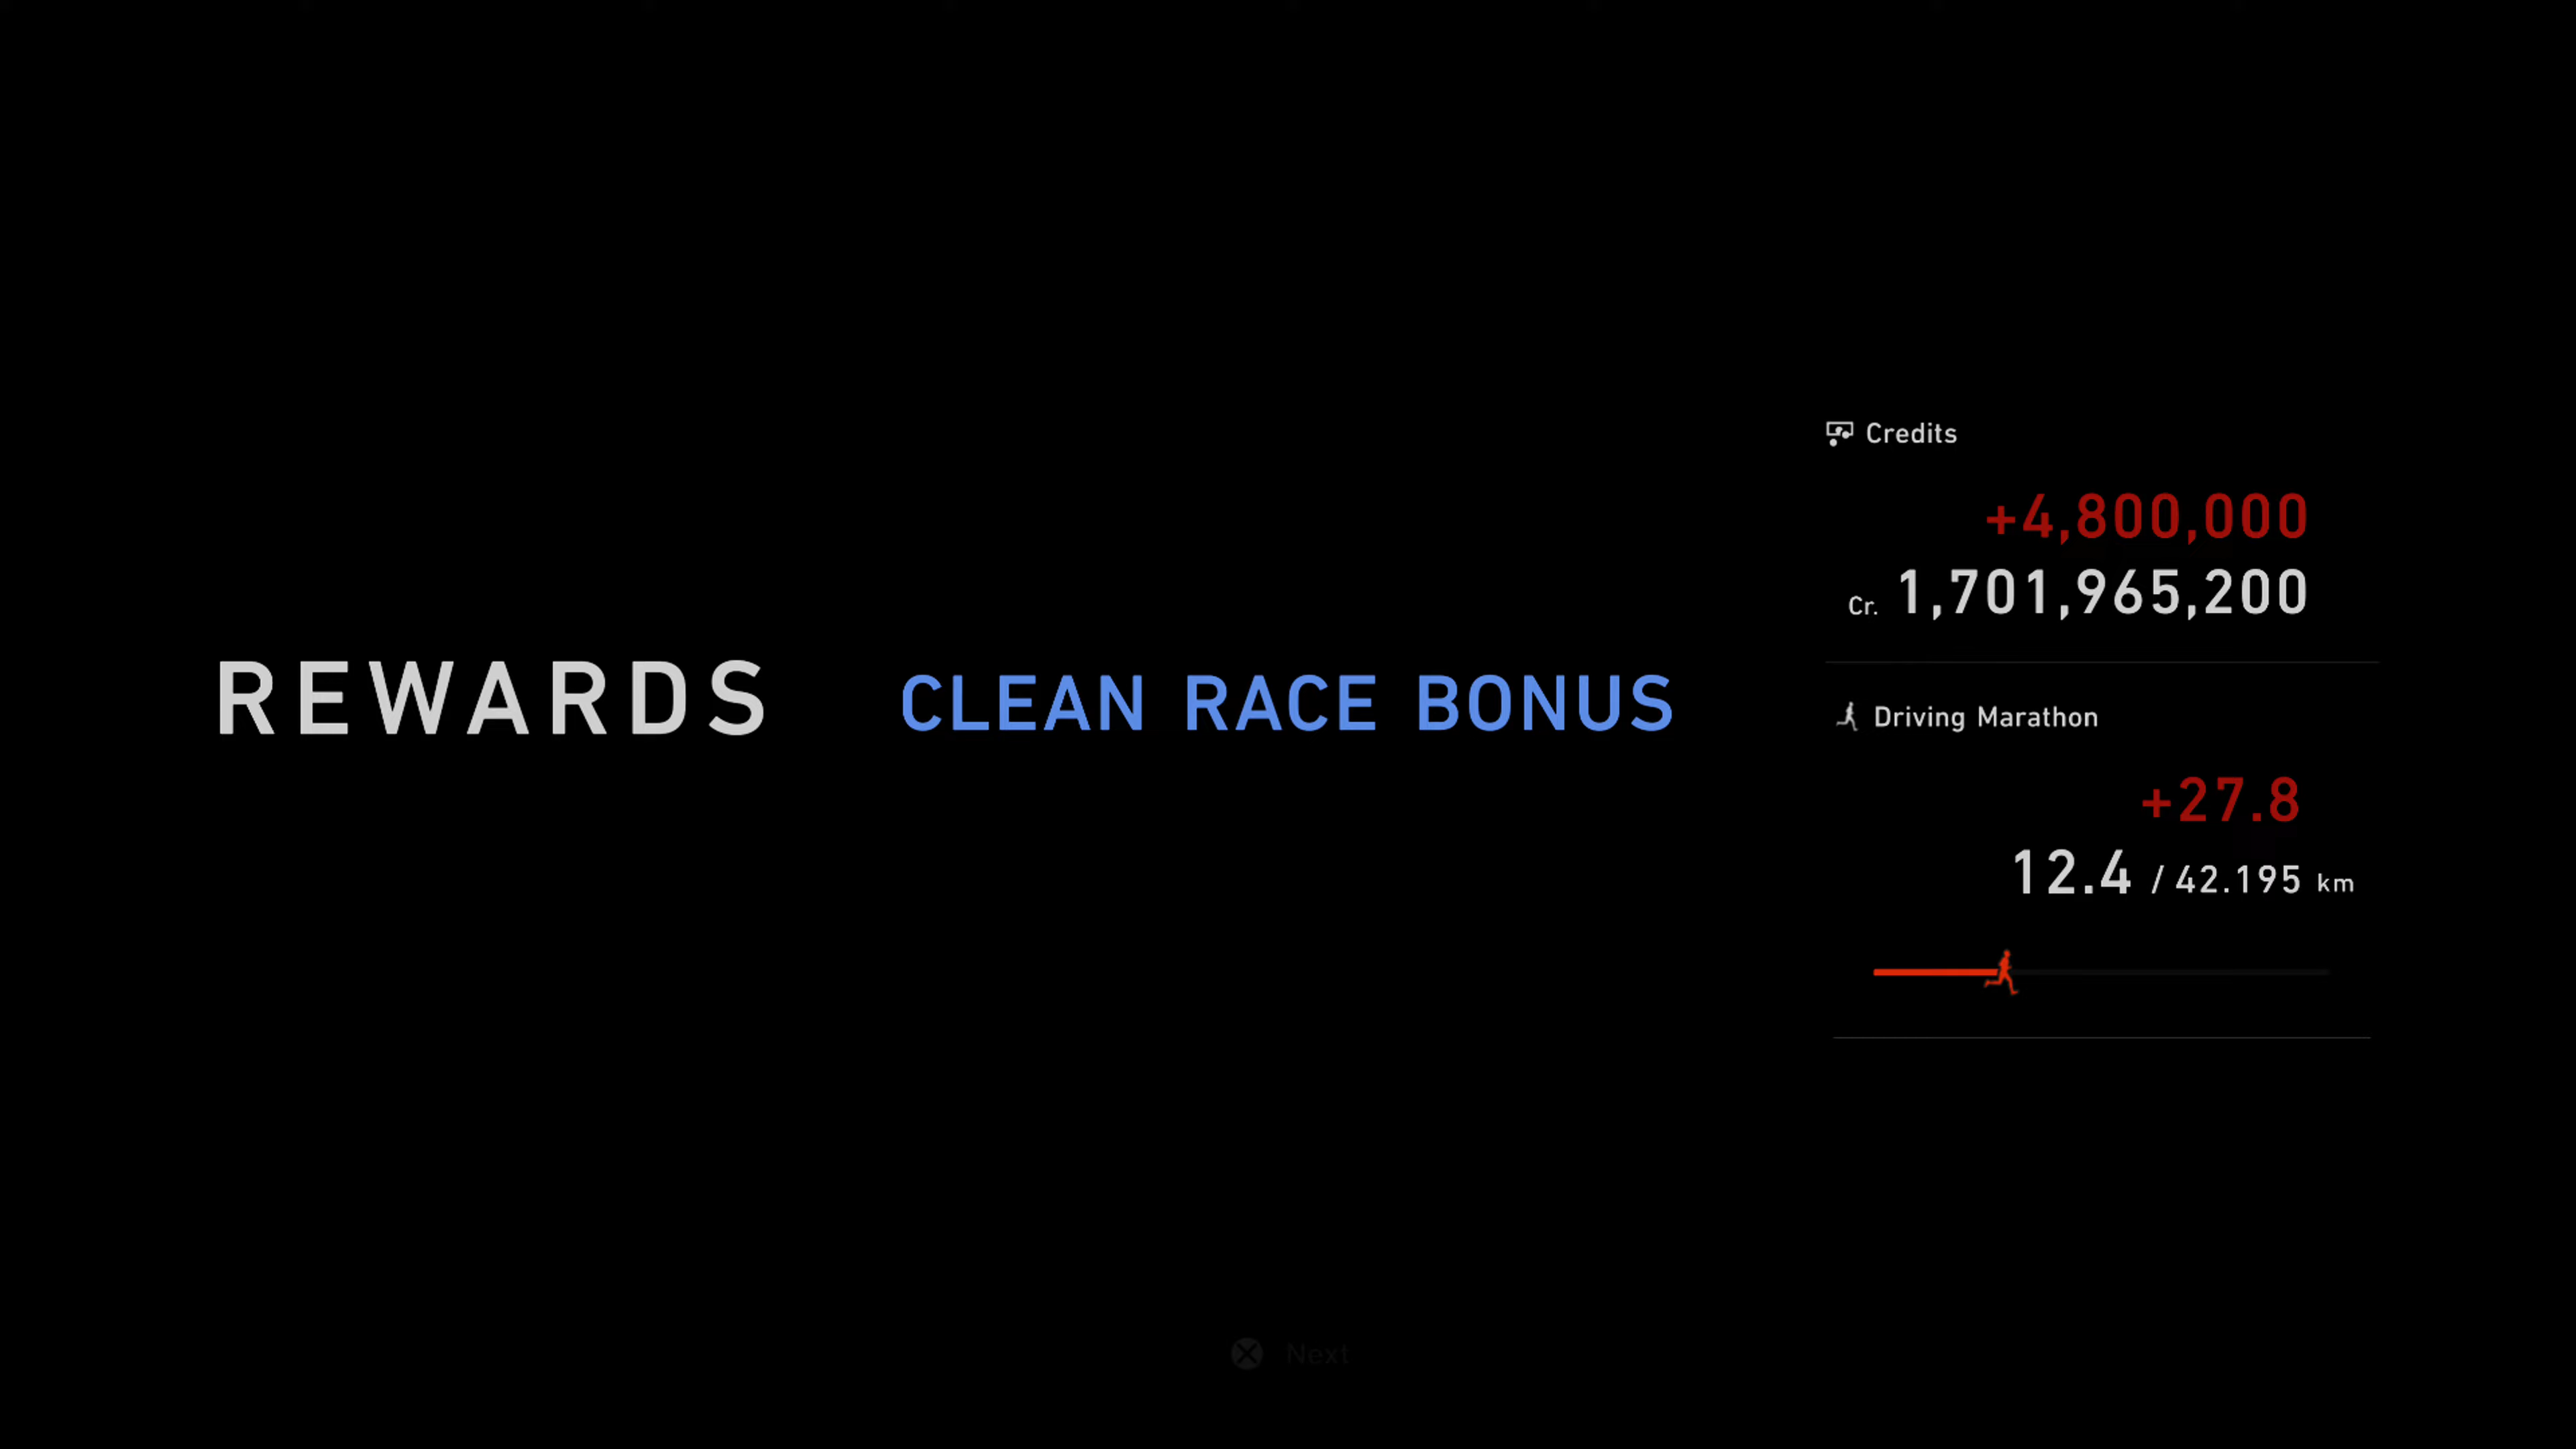 REWARDS
CLEAN RACE BONUS
Credits
+4,800,000
Cr. 1,701,965,200
Driving Marathon
+27.8
12.4 / 42.195 km
Next